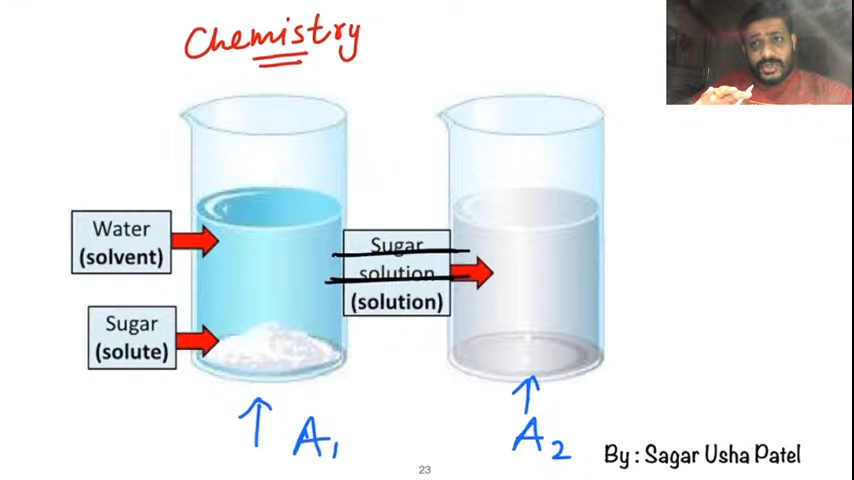 Chemistry
Water
(solvent)
Sugar
(solute)
Sugar
solution
(solution)
A1
A2
23
By : Sagar Usha Patel